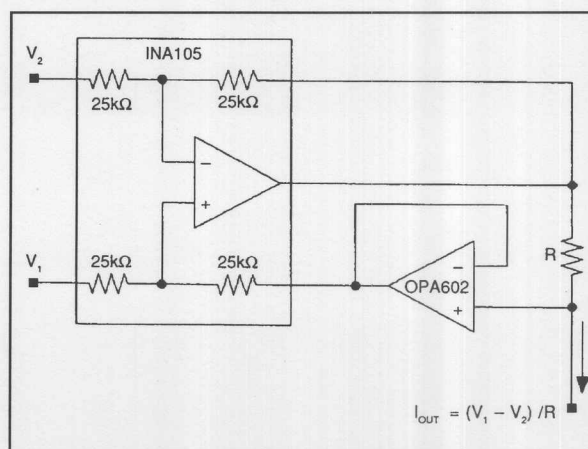 INA105
V2
25kΩ
25kΩ
−
+
V1
25kΩ
25kΩ
−
OPA602
+
R
IOUT = (V1 – V2) /R